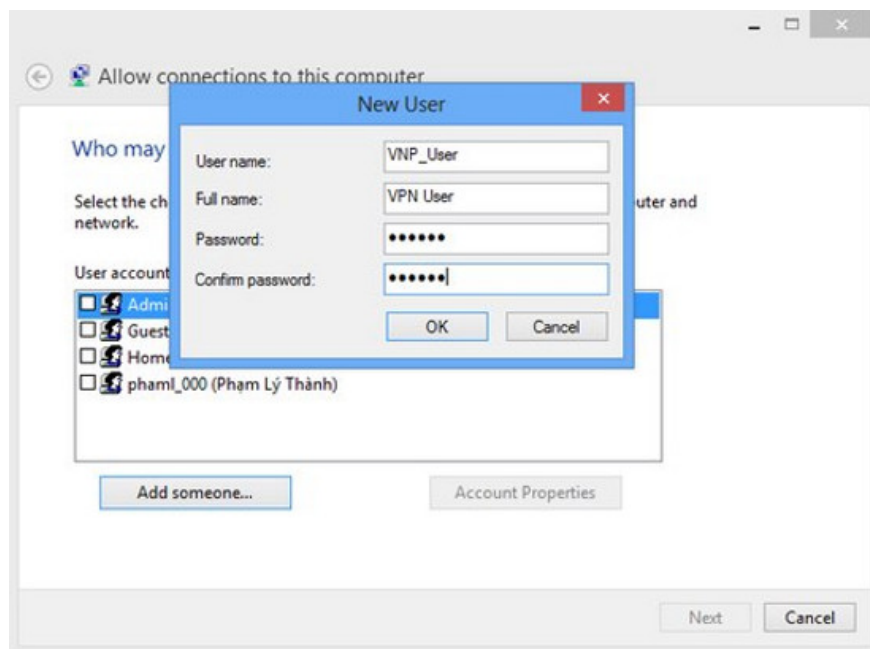 Allow connections to this computer
New User
Who may
User name:
VNP_User
Select the ch
uter and
Full name:
VPN User
network.
Password:
••••••
User account
Confirm password:
••••••
OK
Cancel
Admi
Guest
Home
phaml_000 (Phạm Lý Thành)
Add someone...
Account Properties
Next
Cancel